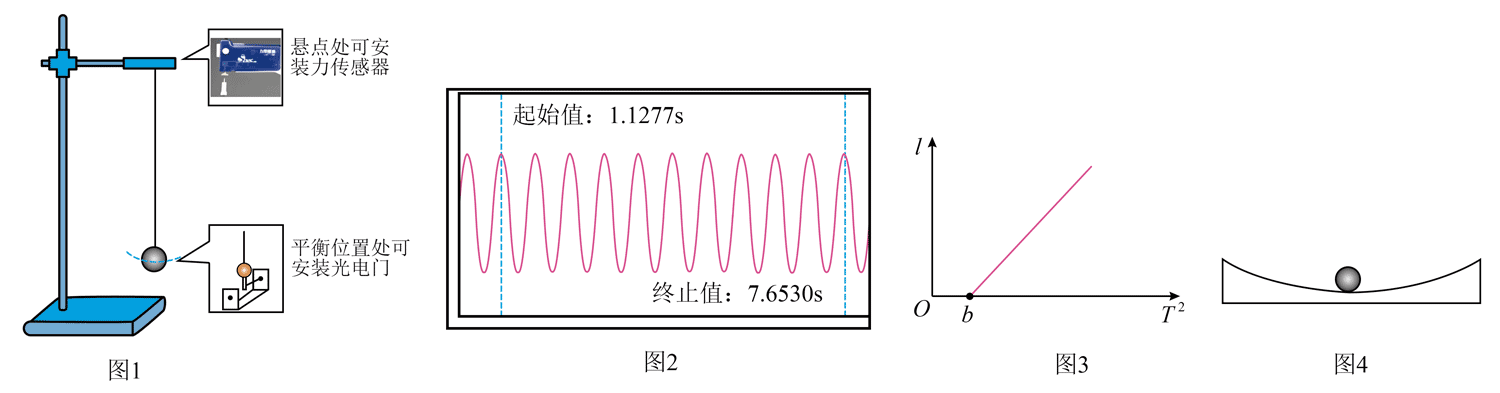 悬点处可安
装力传感器
平衡位置处可
安装光电门
图1
起始值：1.1277s
终止值：7.6530s
图2
l
O
b
T²
图3
图4